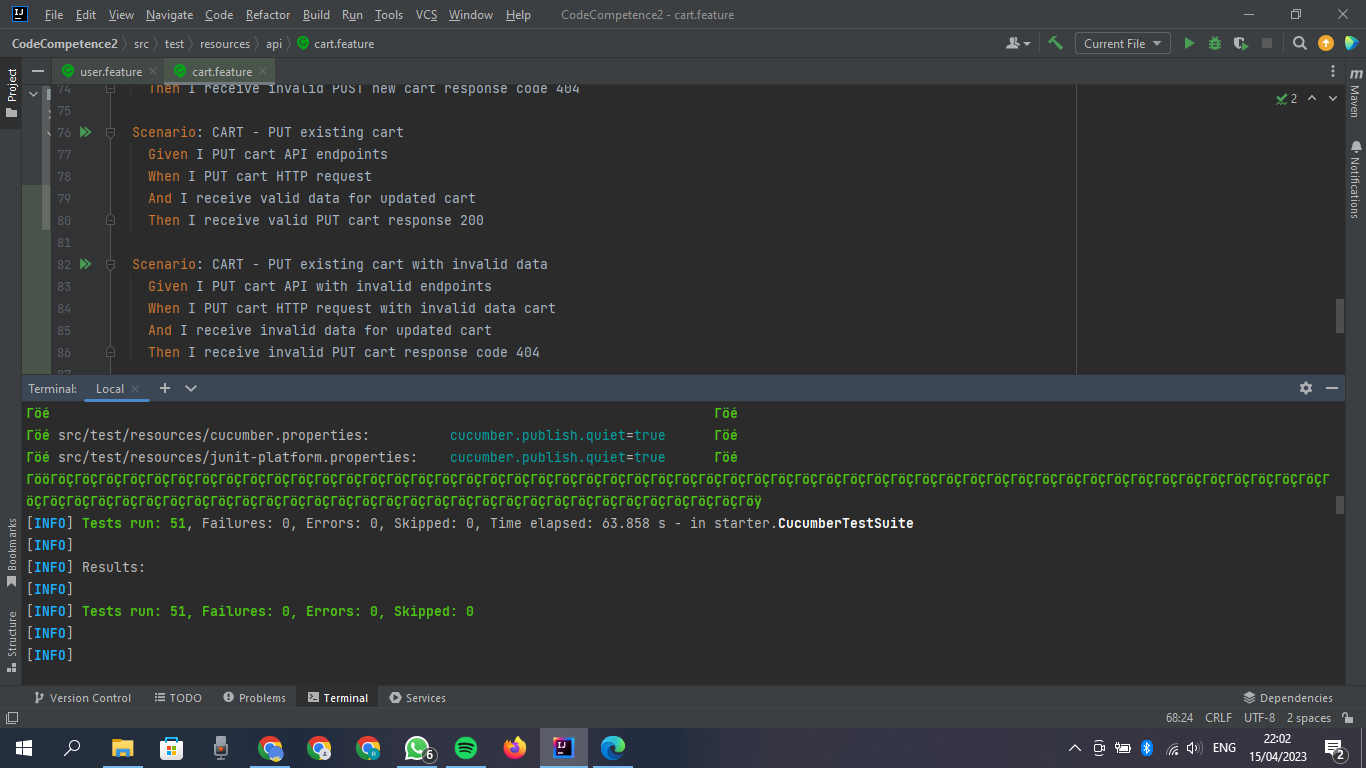 File Edit View Navigate Code Refactor Build Run Tools VCS Window Help CodeCompetence2 - cart.feature
CodeCompetence2 src test resources api cart.feature Current File
Project
user.feature cart.feature
Maven
Notifications
74 Then I receive invalid POST new cart response code 404
2
75
76 Scenario: CART - PUT existing cart
77 Given I PUT cart API endpoints
78 When I PUT cart HTTP request
79 And I receive valid data for updated cart
80 Then I receive valid PUT cart response 200
81
82 Scenario: CART - PUT existing cart with invalid data
83 Given I PUT cart API with invalid endpoints
84 When I PUT cart HTTP request with invalid data cart
85 And I receive invalid data for updated cart
86 Then I receive invalid PUT cart response code 404
87
Terminal: Local
Γöé Γöé
Γöé src/test/resources/cucumber.properties: cucumber.publish.quiet=true Γöé
Γöé src/test/resources/junit-platform.properties: cucumber.publish.quiet=true Γöé
[INFO] Tests run: 51, Failures: 0, Errors: 0, Skipped: 0, Time elapsed: 63.858 s - in starter.CucumberTestSuite
[INFO]
[INFO] Results:
[INFO]
[INFO] Tests run: 51, Failures: 0, Errors: 0, Skipped: 0
[INFO]
[INFO]
Bookmarks
Structure
Version Control TODO Problems Terminal Services Dependencies
68:24 CRLF UTF-8 2 spaces
6
ENG
22:02
15/04/2023
2